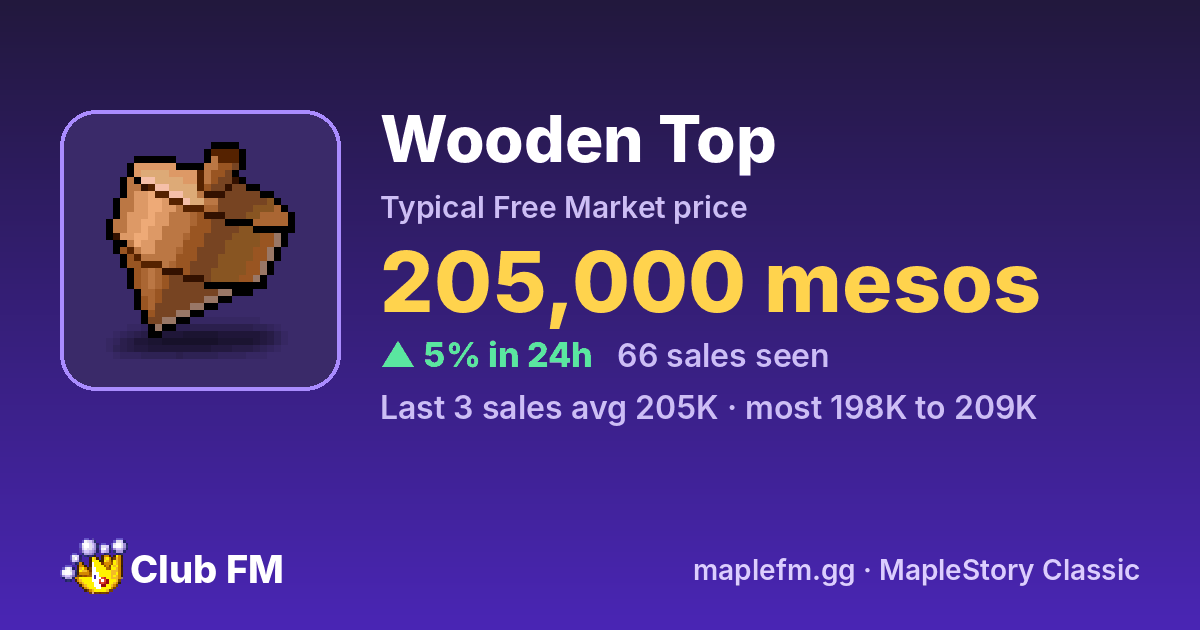 Wooden Top
Typical Free Market price
205,000 mesos
▲ 5% in 24h 66 sales seen
Last 3 sales avg 205K · most 198K to 209K
Club FM
maplefm.gg · MapleStory Classic